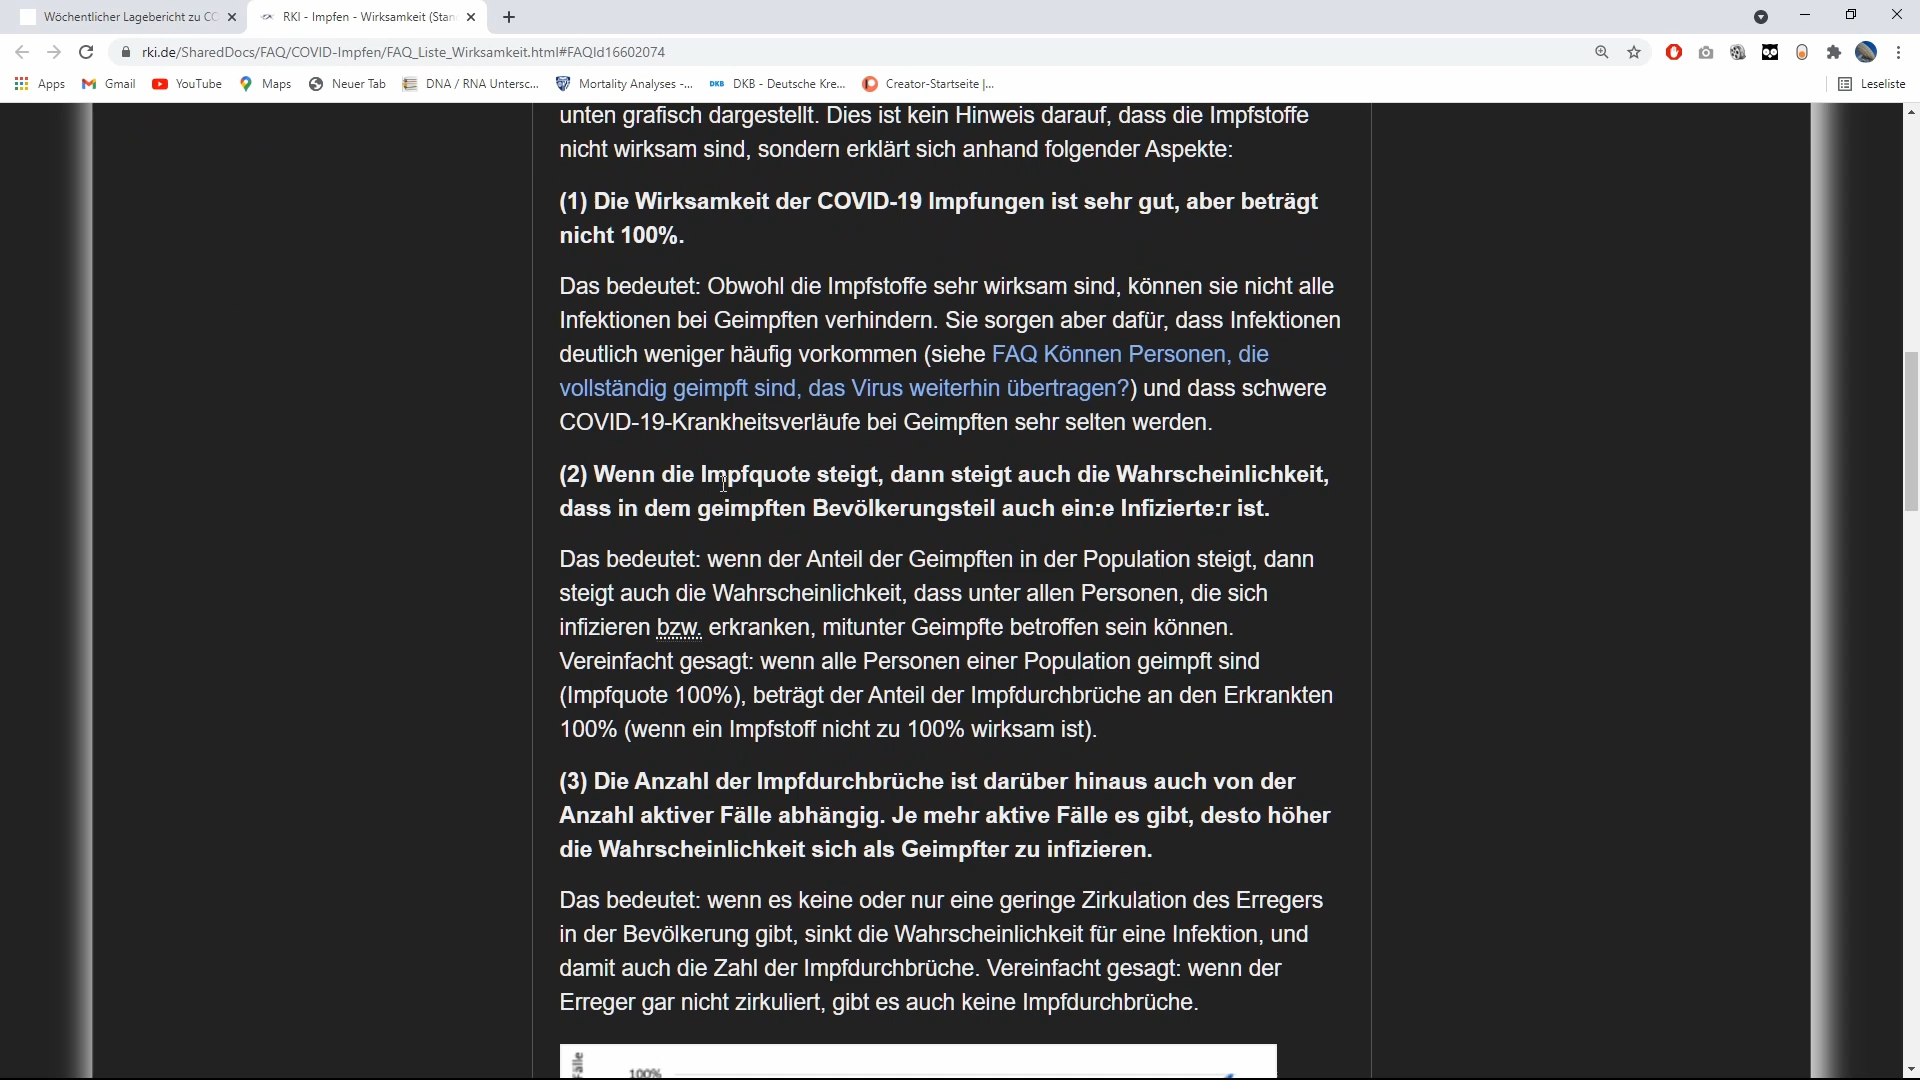 Wöchentlicher Lagebericht zu CO
RKI - Impfen - Wirksamkeit (Stan
rki.de/SharedDocs/FAQ/COVID-Impfen/FAQ_Liste_Wirksamkeit.html#FAQId16602074
Apps Gmail YouTube Maps Neuer Tab DNA / RNA Untersc... Mortality Analyses -... DKB DKB - Deutsche Kre... Creator-Startseite |... Leseliste
unten grafisch dargestellt. Dies ist kein Hinweis darauf, dass die Impfstoffe
nicht wirksam sind, sondern erklärt sich anhand folgender Aspekte:
(1) Die Wirksamkeit der COVID-19 Impfungen ist sehr gut, aber beträgt
nicht 100%.
Das bedeutet: Obwohl die Impfstoffe sehr wirksam sind, können sie nicht alle
Infektionen bei Geimpften verhindern. Sie sorgen aber dafür, dass Infektionen
deutlich weniger häufig vorkommen (siehe FAQ Können Personen, die
vollständig geimpft sind, das Virus weiterhin übertragen?) und dass schwere
COVID-19-Krankheitsverläufe bei Geimpften sehr selten werden.
(2) Wenn die Impfquote steigt, dann steigt auch die Wahrscheinlichkeit,
dass in dem geimpften Bevölkerungsteil auch ein:e Infizierte:r ist.
Das bedeutet: wenn der Anteil der Geimpften in der Population steigt, dann
steigt auch die Wahrscheinlichkeit, dass unter allen Personen, die sich
infizieren bzw. erkranken, mitunter Geimpfte betroffen sein können.
Vereinfacht gesagt: wenn alle Personen einer Population geimpft sind
(Impfquote 100%), beträgt der Anteil der Impfdurchbrüche an den Erkrankten
100% (wenn ein Impfstoff nicht zu 100% wirksam ist).
(3) Die Anzahl der Impfdurchbrüche ist darüber hinaus auch von der
Anzahl aktiver Fälle abhängig. Je mehr aktive Fälle es gibt, desto höher
die Wahrscheinlichkeit sich als Geimpfter zu infizieren.
Das bedeutet: wenn es keine oder nur eine geringe Zirkulation des Erregers
in der Bevölkerung gibt, sinkt die Wahrscheinlichkeit für eine Infektion, und
damit auch die Zahl der Impfdurchbrüche. Vereinfacht gesagt: wenn der
Erreger gar nicht zirkuliert, gibt es auch keine Impfdurchbrüche.
Fälle
100%